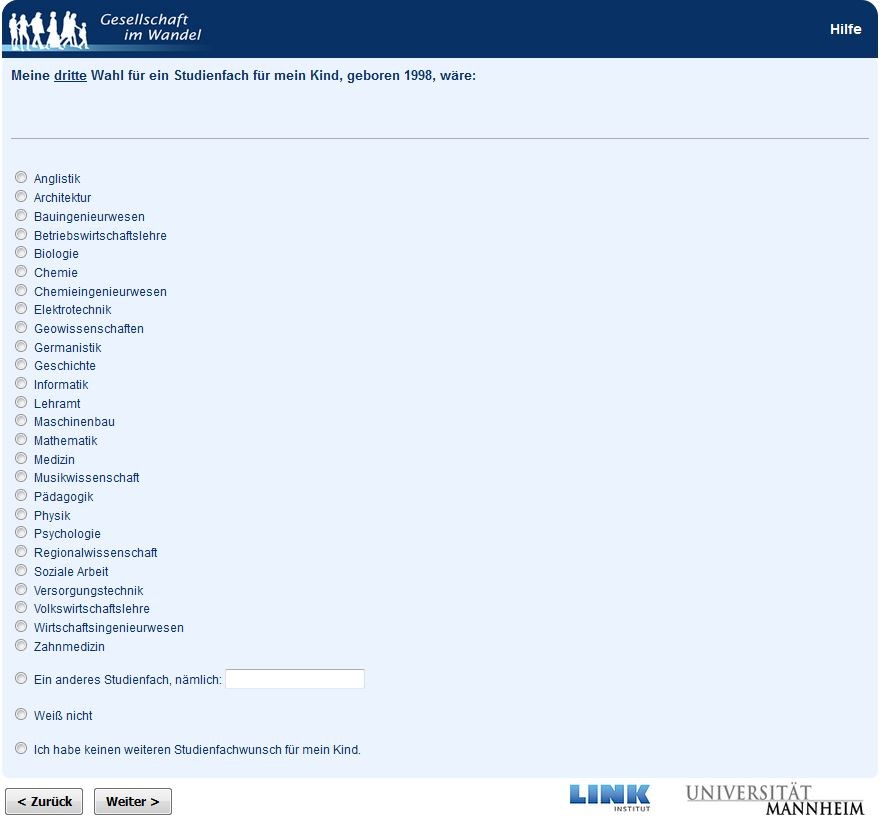 Gesellschaft
im Wandel
Hilfe
Meine dritte Wahl für ein Studienfach für mein Kind, geboren 1998, wäre:
Anglistik
Architektur
Bauingenieurwesen
Betriebswirtschaftslehre
Biologie
Chemie
Chemieingenieurwesen
Elektrotechnik
Geowissenschaften
Germanistik
Geschichte
Informatik
Lehramt
Maschinenbau
Mathematik
Medizin
Musikwissenschaft
Pädagogik
Physik
Psychologie
Regionalwissenschaft
Soziale Arbeit
Versorgungstechnik
Volkswirtschaftslehre
Wirtschaftsingenieurwesen
Zahnmedizin
Ein anderes Studienfach, nämlich:
Weiß nicht
Ich habe keinen weiteren Studienfachwunsch für mein Kind.
< Zurück
Weiter >
LINK
INSTITUT
UNIVERSITÄT
MANNHEIM